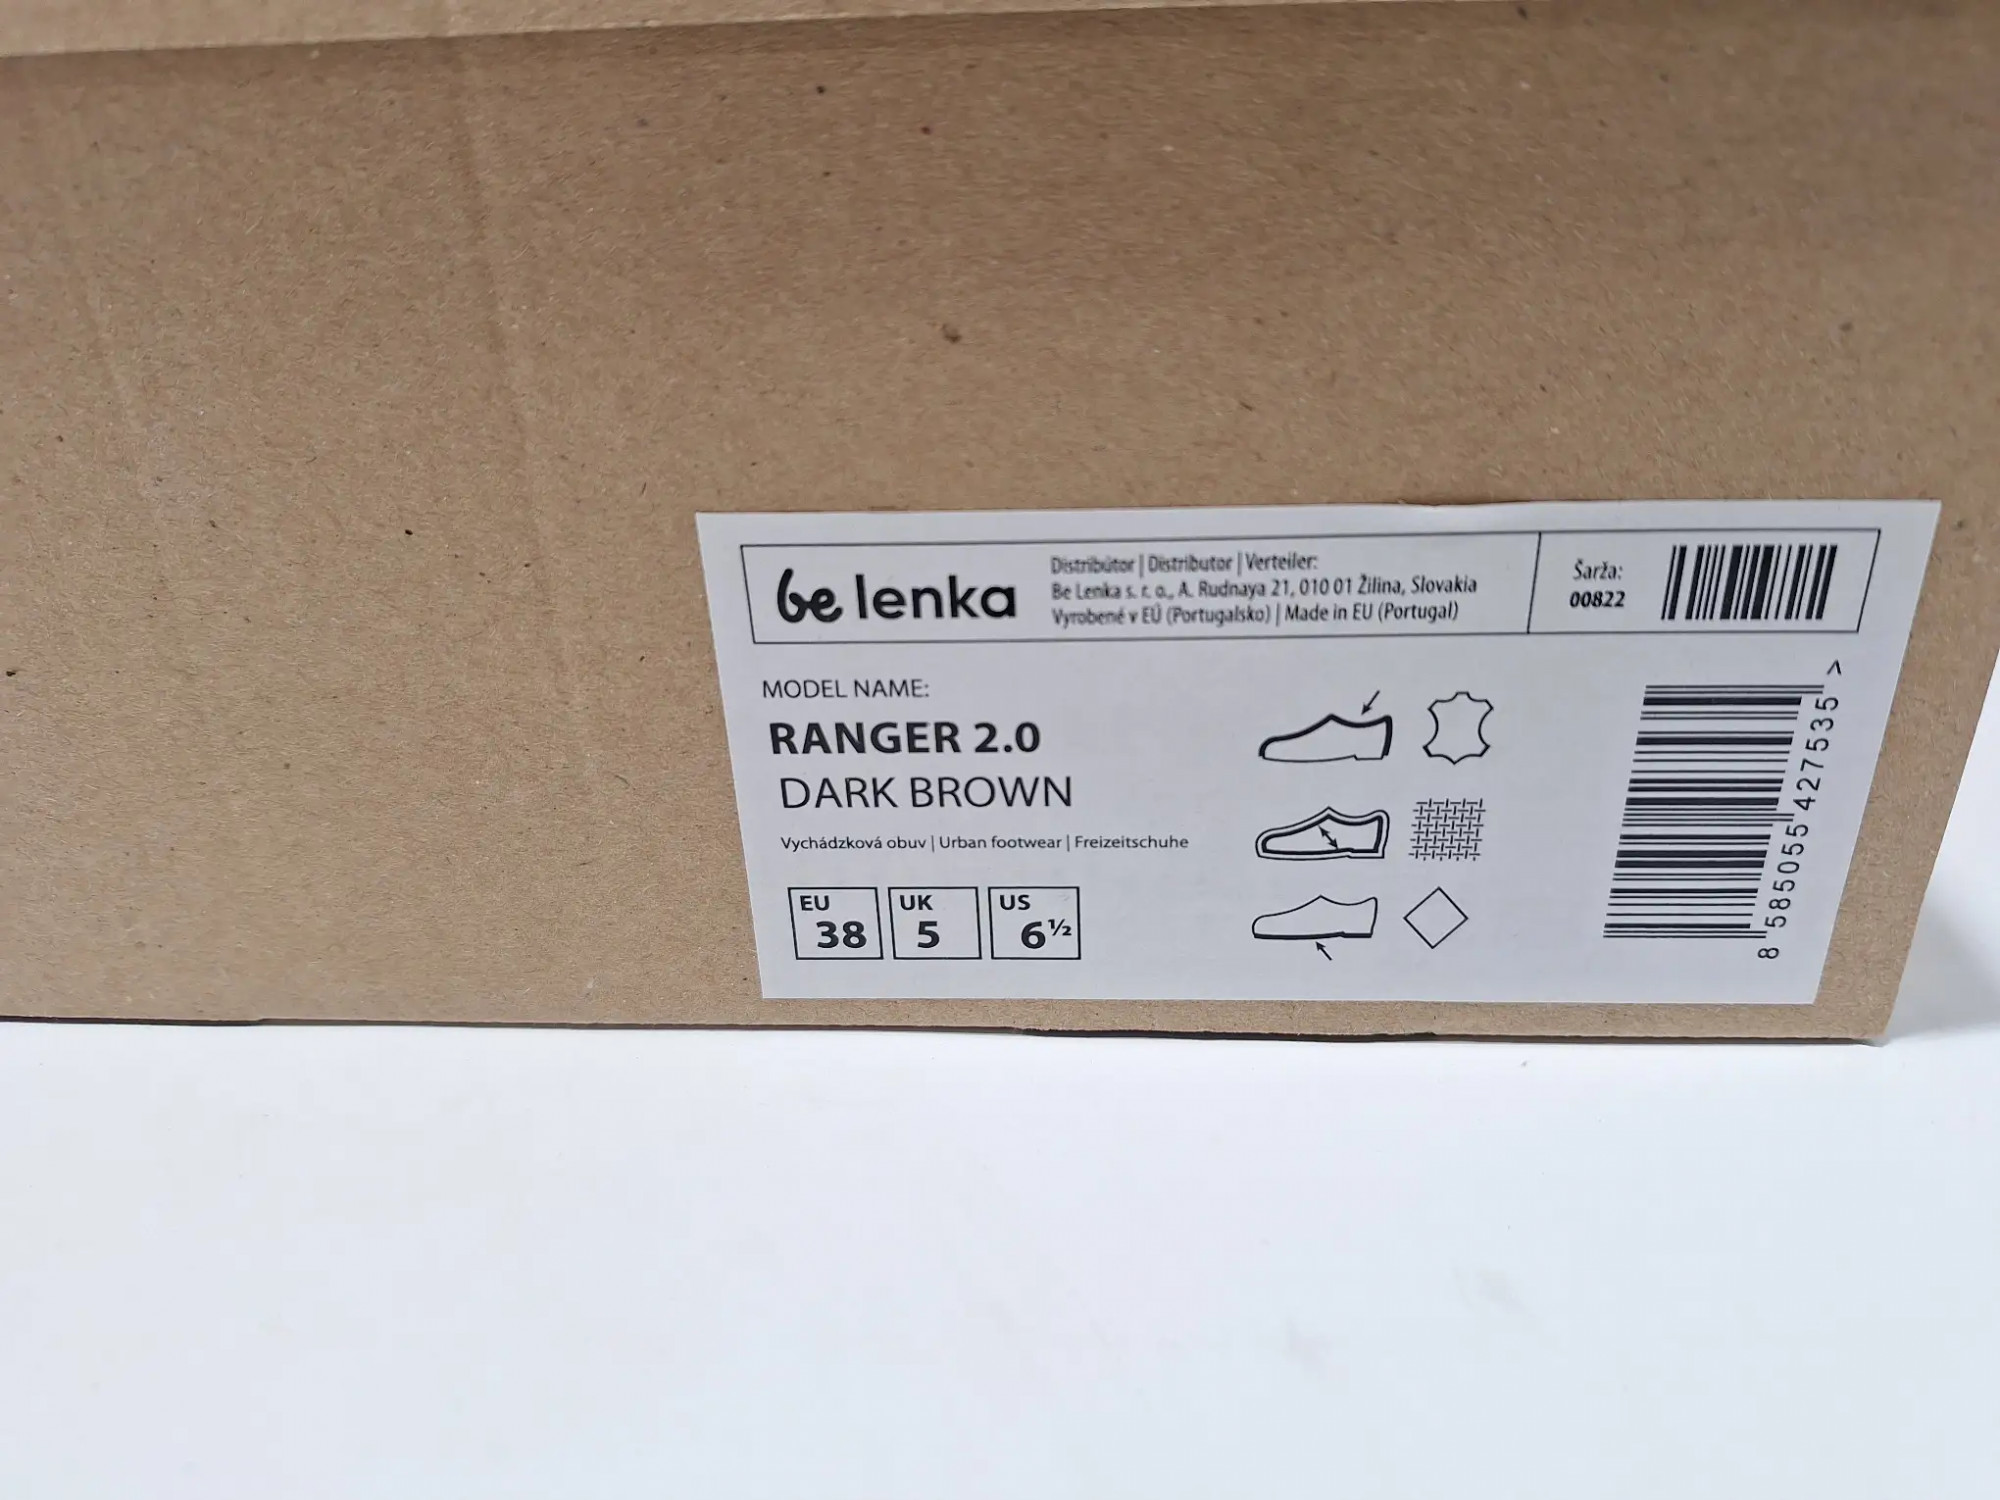 be lenka
Distribútor | Distributor | Verteiler:
Be Lenka s. r. o., A. Rudnaya 21, 010 01 Žilina, Slovakia
Vyrobené v EÚ (Portugalsko) | Made in EU (Portugal)
Šarža:
00822
MODEL NAME:
RANGER 2.0
DARK BROWN
Vychádzková obuv | Urban footwear | Freizeitschuhe
EU
38
UK
5
US
6½
8 585055 427535 >